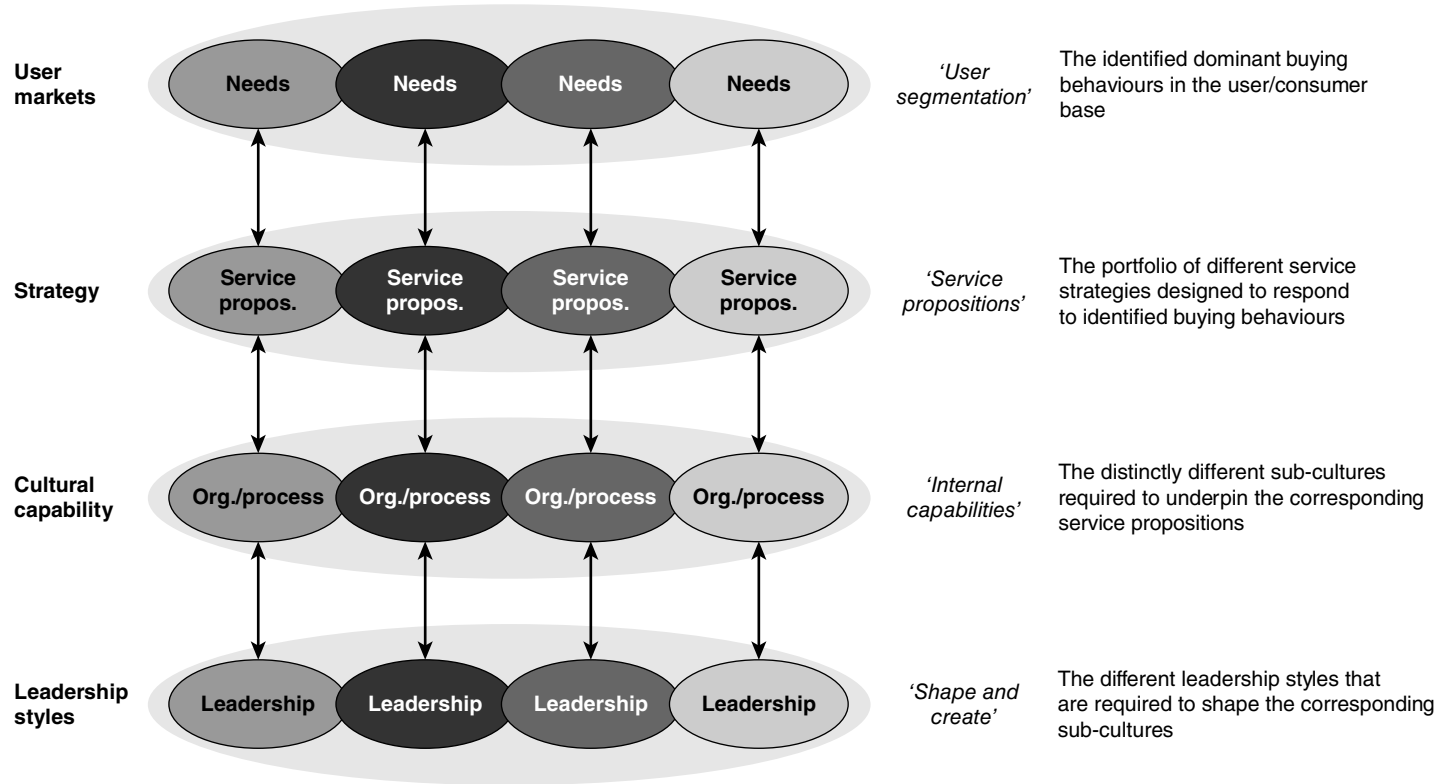 User
markets
Needs
Needs
Needs
Needs
‘User
segmentation’
The identified dominant buying
behaviours in the user/consumer
base
Strategy
Service
propos.
Service
propos.
Service
propos.
Service
propos.
‘Service
propositions’
The portfolio of different service
strategies designed to respond
to identified buying behaviours
Cultural
capability
Org./process
Org./process
Org./process
Org./process
‘Internal
capabilities’
The distinctly different sub-cultures
required to underpin the corresponding
service propositions
Leadership
styles
Leadership
Leadership
Leadership
Leadership
‘Shape and
create’
The different leadership styles that
are required to shape the corresponding
sub-cultures